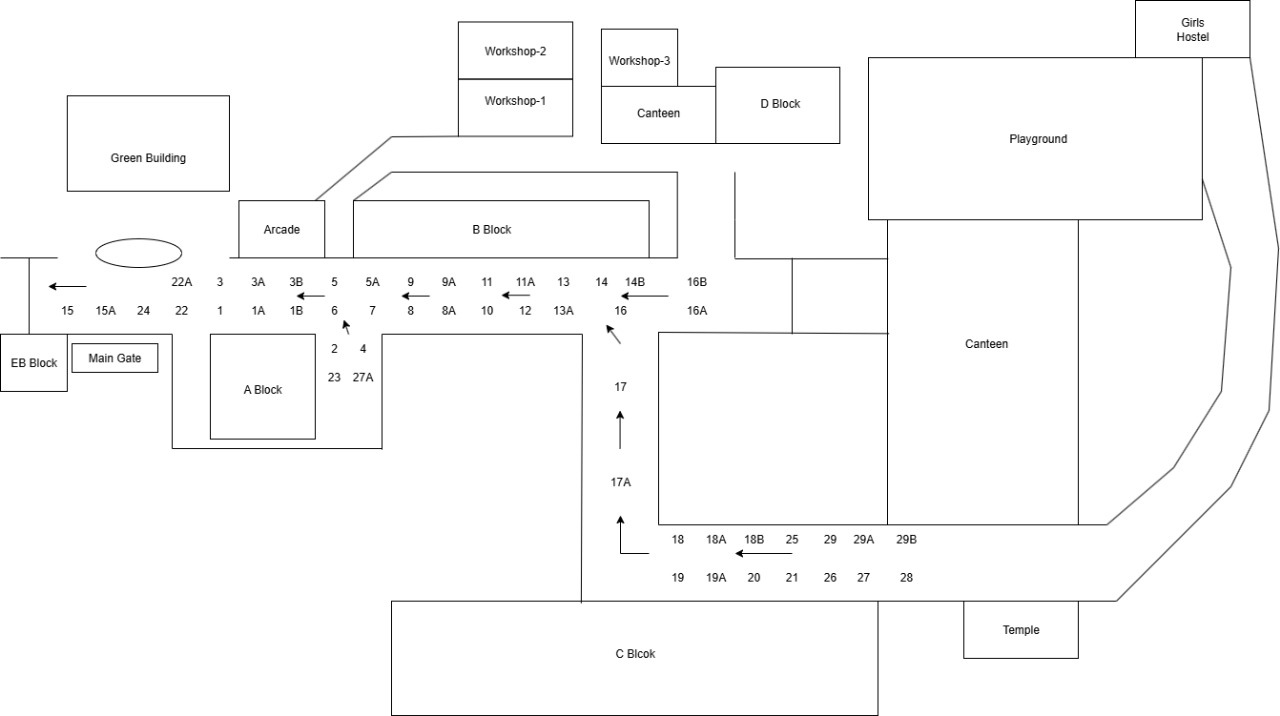 Girls
Hostel
Workshop-2
Workshop-3
Workshop-1
Canteen
D Block
Playground
Green Building
Arcade
B Block
22A 3 3A 3B 5 5A 9 9A 11 11A 13 14 14B 16B
15 15A 24 22 1 1A 1B 6 7 8 8A 10 12 13A 16 16A
EB Block
Main Gate
2 4
Canteen
23 27A
A Block
17
17A
18 18A 18B 25 29 29A 29B
19 19A 20 21 26 27 28
Temple
C Blcok